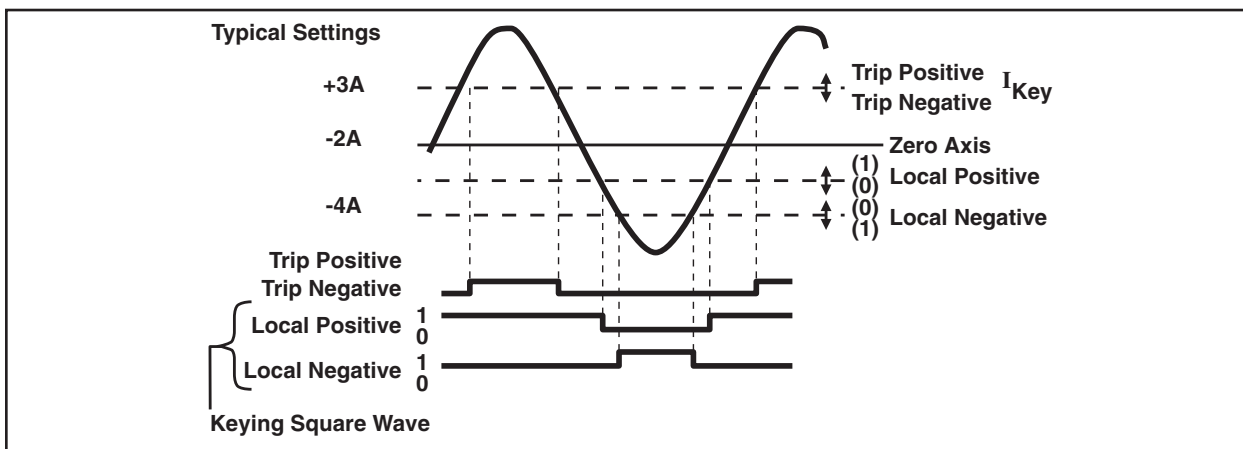 Typical Settings
+3A
Trip Positive
Trip Negative
I Key
-2A
Zero Axis
(1)
(0)
Local Positive
-4A
(0)
(1)
Local Negative
Trip Positive
Trip Negative
Local Positive 1
0
Local Negative 1
0
Keying Square Wave